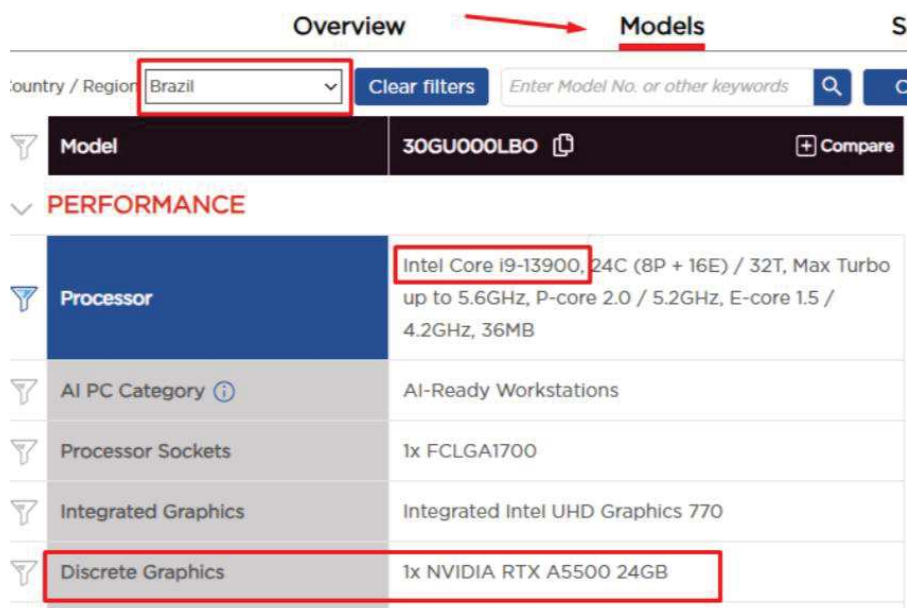 Overview Models S
ountry / Region Brazil Clear filters Enter Model No. or other keywords C
Model 30GU000LBO Compare
PERFORMANCE
Processor
Intel Core i9-13900, 24C (8P + 16E) / 32T, Max Turbo
up to 5.6GHz, P-core 2.0 / 5.2GHz, E-core 1.5 /
4.2GHz, 36MB
AI PC Category AI-Ready Workstations
Processor Sockets 1x FCLGA1700
Integrated Graphics Integrated Intel UHD Graphics 770
Discrete Graphics 1x NVIDIA RTX A5500 24GB